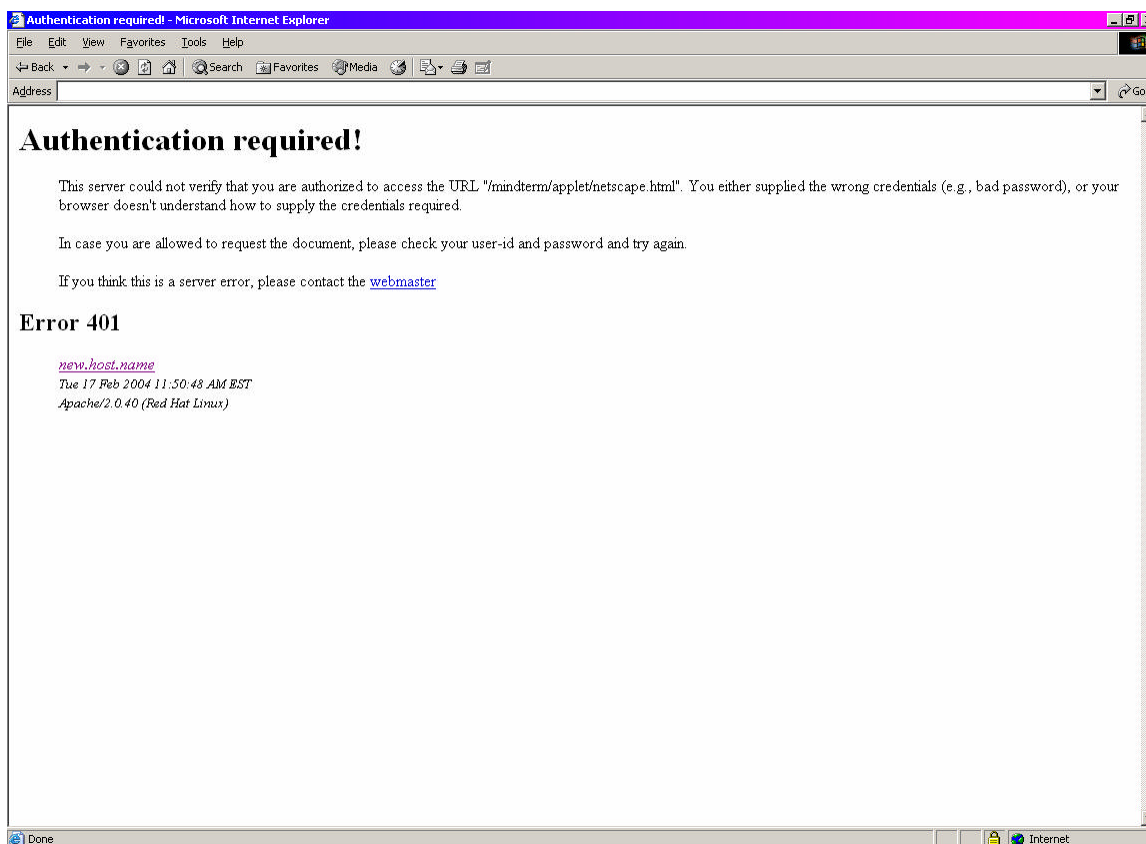 Authentication required! - Microsoft Internet Explorer
File Edit View Favorites Tools Help
Back Search Favorites Media
Address Go
Authentication required!
This server could not verify that you are authorized to access the URL "/mindterm/applet/netscape.html". You either supplied the wrong credentials (e.g., bad password), or your
browser doesn't understand how to supply the credentials required.
In case you are allowed to request the document, please check your user-id and password and try again.
If you think this is a server error, please contact the webmaster
Error 401
new.host.name
Tue 17 Feb 2004 11:50:48 AM EST
Apache/2.0.40 (Red Hat Linux)
Done Internet